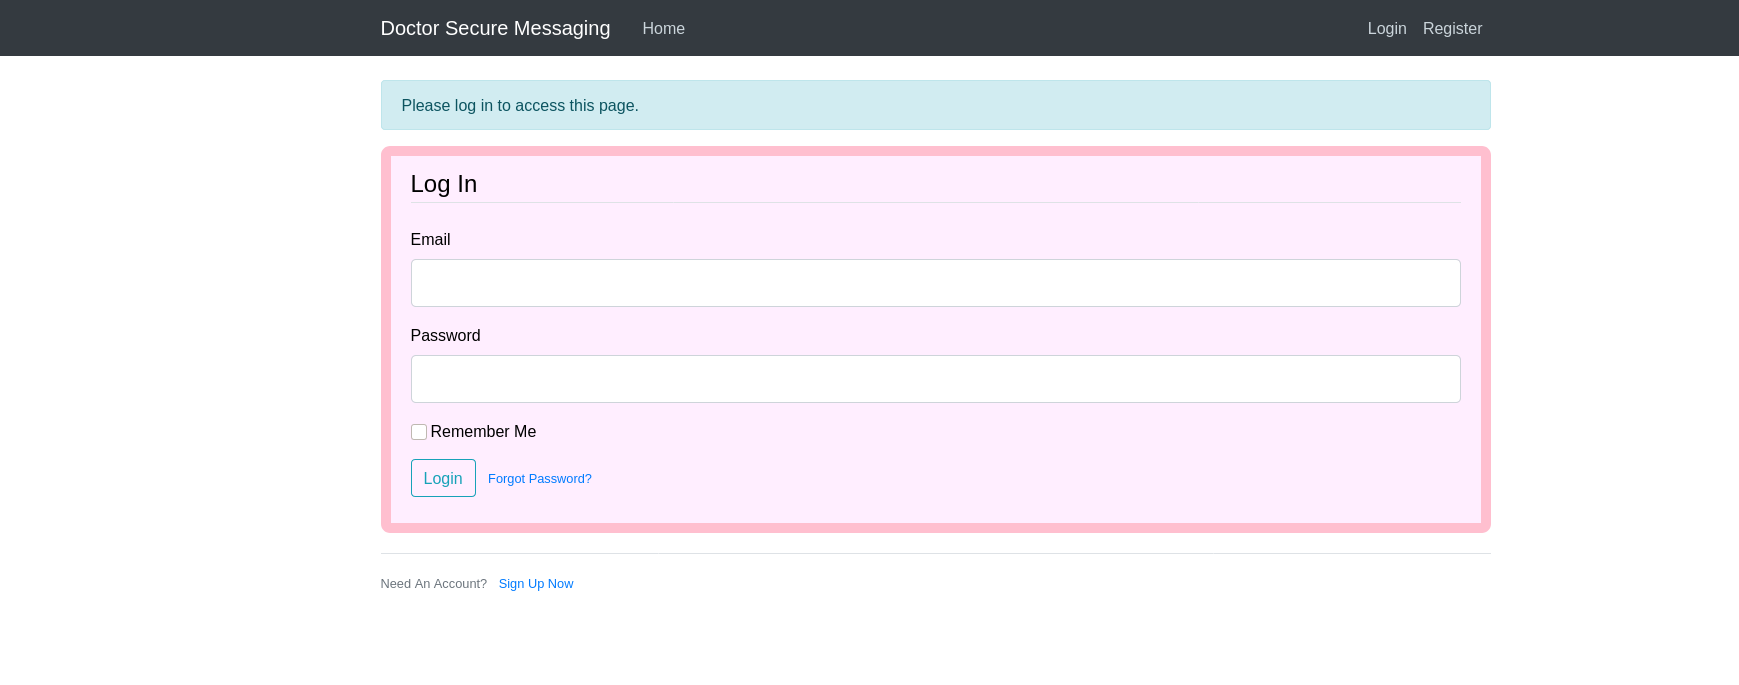 Doctor Secure Messaging Home Login Register
Please log in to access this page.
Log In
Email
Password
Remember Me
Login Forgot Password?
Need An Account? Sign Up Now